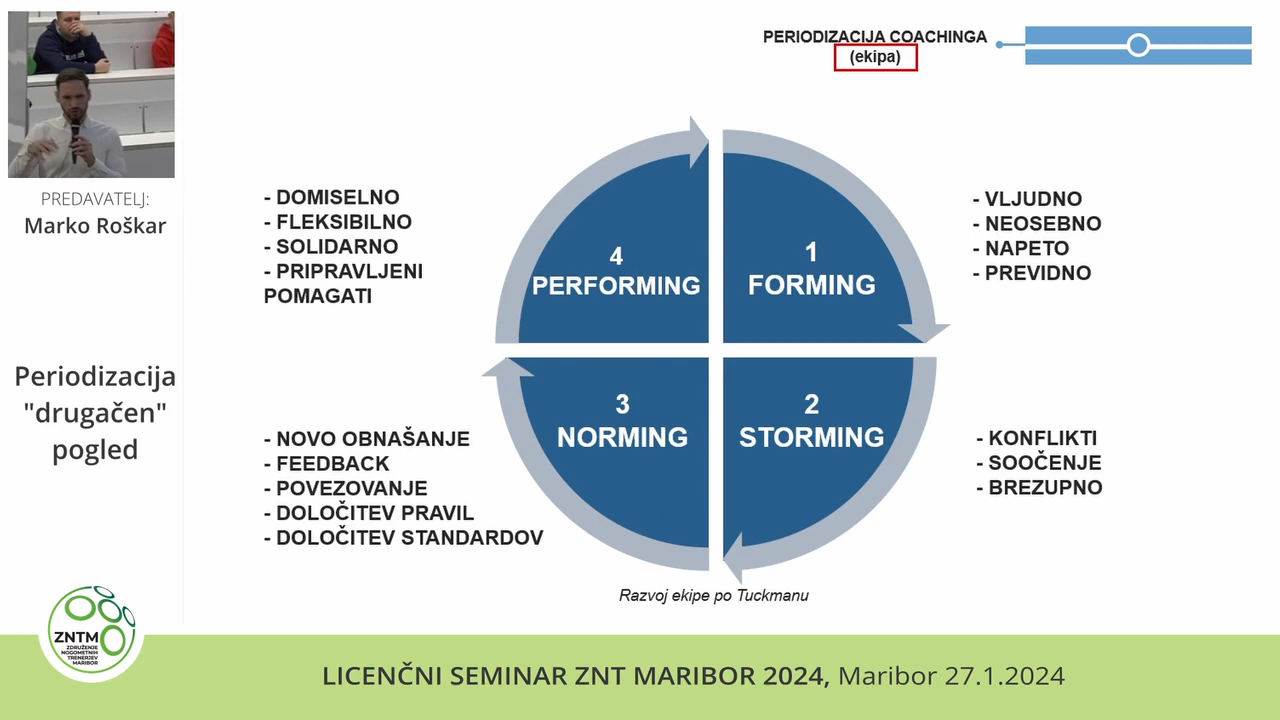 PERIODIZACIJA COACHINGA
(ekipa)
PREDAVATELJ:
Marko Roškar
Periodizacija
"drugačen"
pogled
- DOMISELNO
- FLEKSIBILNO
- SOLIDARNO
- PRIPRAVLJENI
POMAGATI
4
PERFORMING
1
FORMING
- VLJUDNO
- NEOSEBNO
- NAPETO
- PREVIDNO
- NOVO OBNAŠANJE
- FEEDBACK
- POVEZOVANJE
- DOLOČITEV PRAVIL
- DOLOČITEV STANDARDOV
3
NORMING
2
STORMING
- KONFLIKTI
- SOOČENJE
- BREZUPNO
Razvoj ekipe po Tuckmanu
ZNTM
ZDRUŽENJE
NOGOMETNIH
TRENERJEV
MARIBOR
LICENČNI SEMINAR ZNT MARIBOR 2024, Maribor 27.1.2024